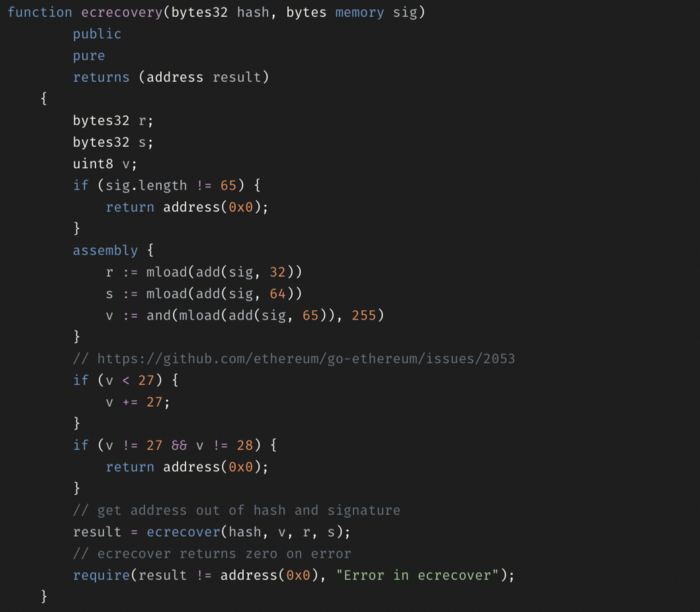 function ecrecovery(bytes32 hash, bytes memory sig)
public
pure
returns (address result)
{
bytes32 r;
bytes32 s;
uint8 v;
if (sig.length != 65) {
return address(0x0);
}
assembly {
r := mload(add(sig, 32))
s := mload(add(sig, 64))
v := and(mload(add(sig, 65)), 255)
}
// https://github.com/ethereum/go-ethereum/issues/2053
if (v < 27) {
v += 27;
}
if (v != 27 && v != 28) {
return address(0x0);
}
// get address out of hash and signature
result = ecrecover(hash, v, r, s);
// ecrecover returns zero on error
require(result != address(0x0), "Error in ecrecover");
}